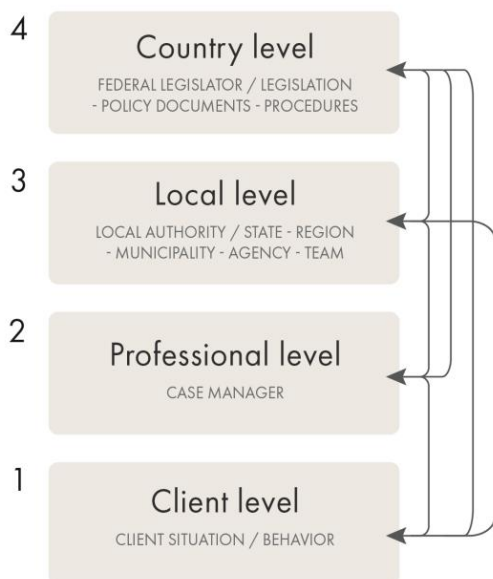 4
Country level
FEDERAL LEGISLATOR / LEGISLATION
- POLICY DOCUMENTS - PROCEDURES
3
Local level
LOCAL AUTHORITY / STATE - REGION
- MUNICIPALITY - AGENCY - TEAM
2
Professional level
CASE MANAGER
1
Client level
CLIENT SITUATION / BEHAVIOR